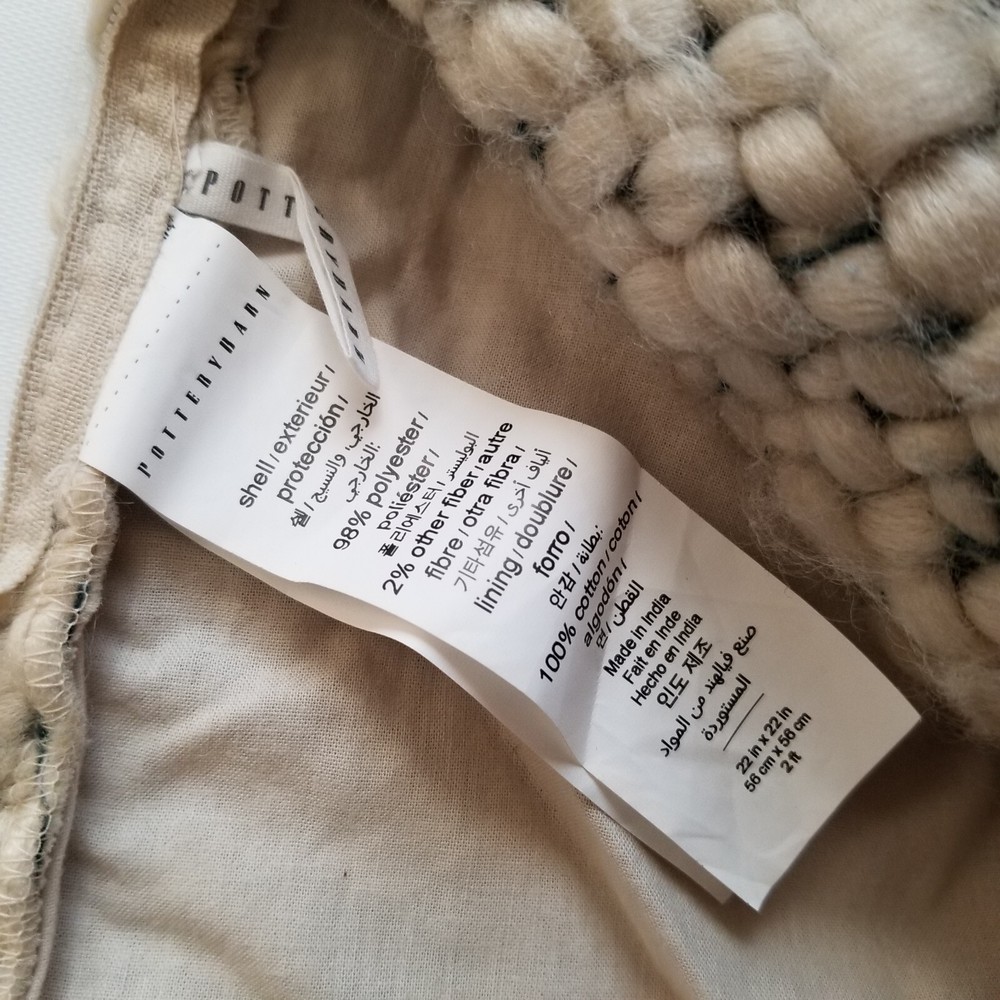 POTT
POTTERYBARN
shell / exterieur /
protección /
쉘 / الخارجي والنسيج
الخارجي:
98% polyester /
poliéster /
폴리에스터 / البوليستر
2% other fiber / autre
fibre / otra fibra /
기타섬유 / ألياف أخرى
lining / doublure /
forro /
안감 / بطانة:
100% cotton / coton /
algodón /
면 / القطن
Made in India
Fait en Inde
Hecho en India
인도 제조
صنع في الهند من المواد
المستوردة
22 in x 22 in
56 cm x 56 cm
2 ft